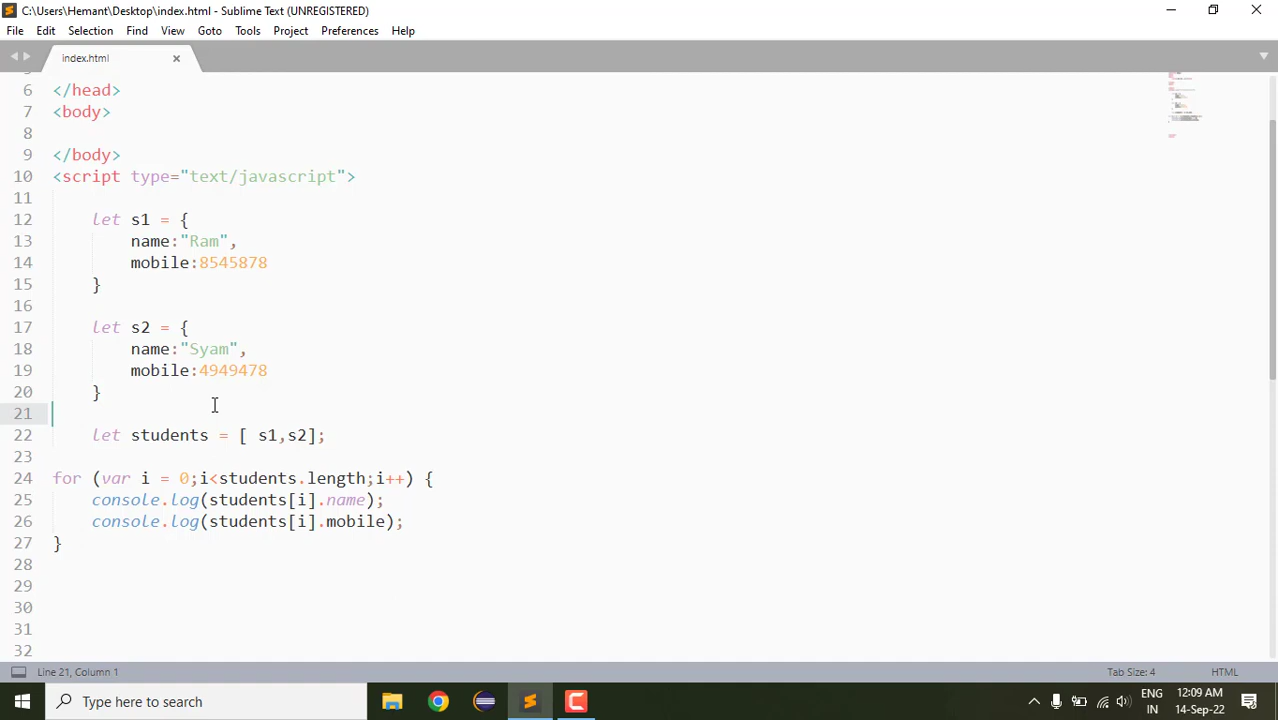 C:\Users\Hemant\Desktop\index.html - Sublime Text (UNREGISTERED)
File Edit Selection Find View Goto Tools Project Preferences Help
index.html
6 </head>
7 <body>
8
9 </body>
10 <script type="text/javascript">
11
12 let s1 = {
13 name:"Ram",
14 mobile:8545878
15 }
16
17 let s2 = {
18 name:"Syam",
19 mobile:4949478
20 }
21
22 let students = [ s1,s2];
23
24 for (var i = 0;i<students.length;i++) {
25 console.log(students[i].name);
26 console.log(students[i].mobile);
27 }
28
29
30
31
32
Line 21, Column 1 Tab Size: 4 HTML
Type here to search ENG IN 12:09 AM 14-Sep-22